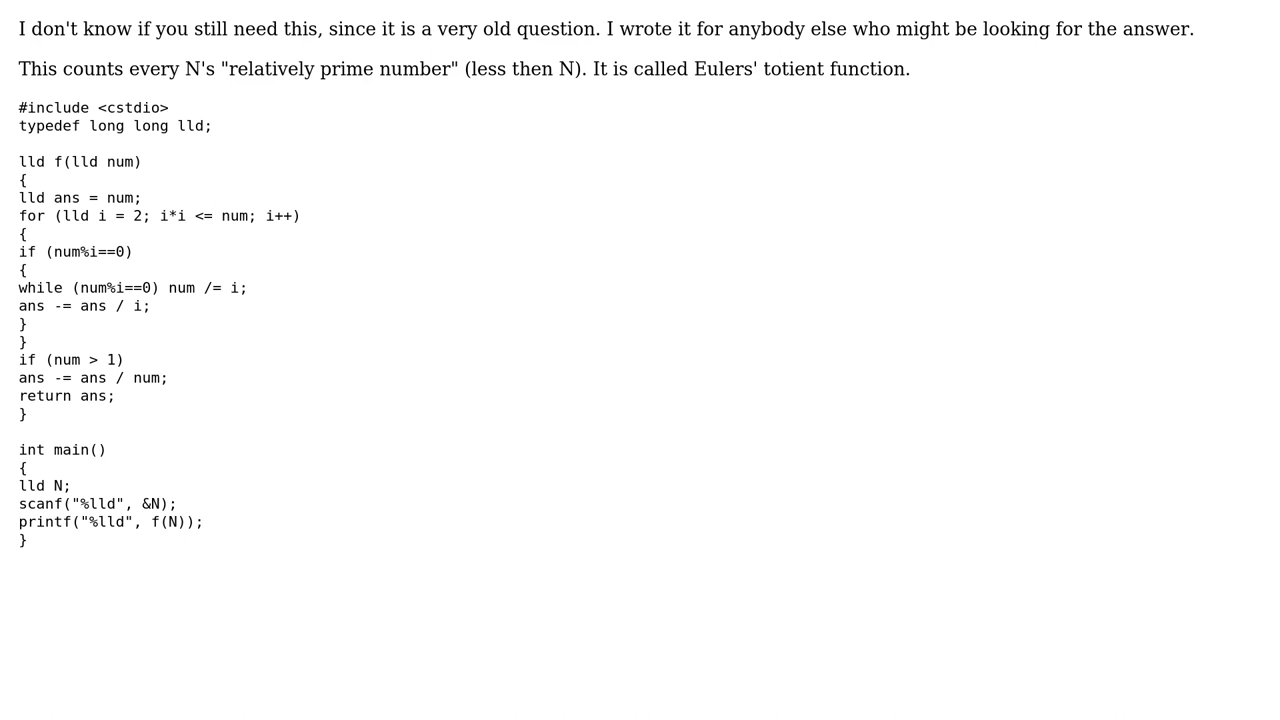 I don't know if you still need this, since it is a very old question. I wrote it for anybody else who might be looking for the answer.
This counts every N's "relatively prime number" (less then N). It is called Eulers' totient function.
#include <cstdio>
typedef long long lld;
lld f(lld num)
{
lld ans = num;
for (lld i = 2; i*i <= num; i++)
{
if (num%i==0)
{
while (num%i==0) num /= i;
ans -= ans / i;
}
}
if (num > 1)
ans -= ans / num;
return ans;
}
int main()
{
lld N;
scanf("%lld", &N);
printf("%lld", f(N));
}